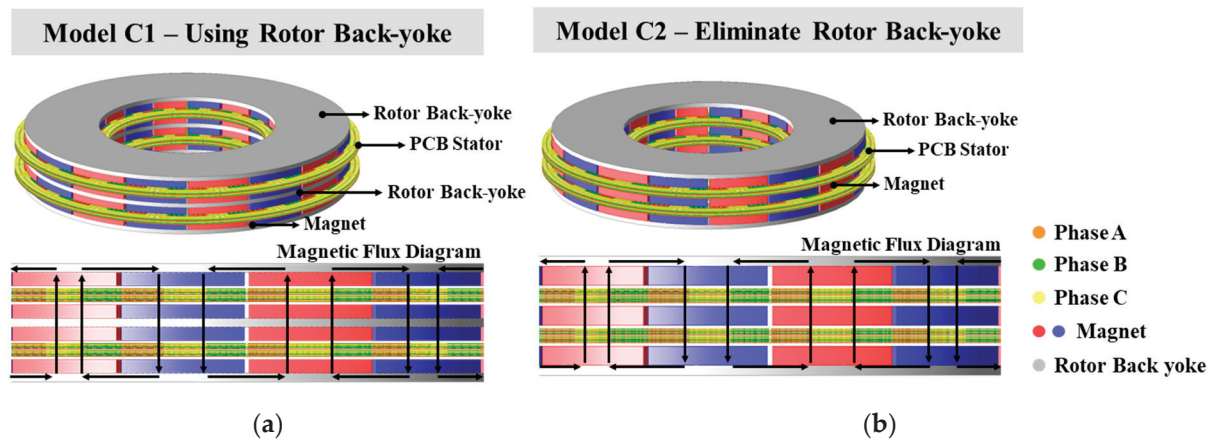 Model C1 – Using Rotor Back-yoke
Rotor Back-yoke
PCB Stator
Rotor Back-yoke
Magnet
Magnetic Flux Diagram
(a)
Model C2 – Eliminate Rotor Back-yoke
Rotor Back-yoke
PCB Stator
Magnet
Magnetic Flux Diagram
(b)
Phase A
Phase B
Phase C
Magnet
Rotor Back yoke